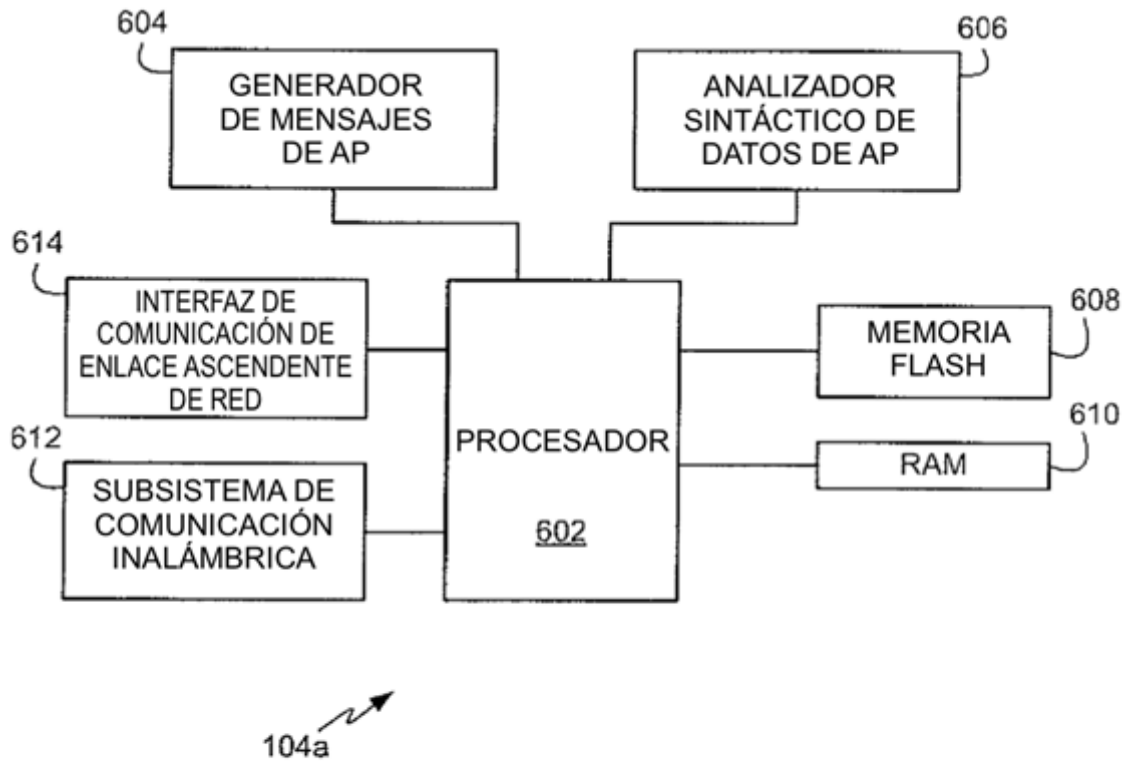 604
GENERADOR
DE MENSAJES
DE AP
606
ANALIZADOR
SINTÁCTICO DE
DATOS DE AP
614
INTERFAZ DE
COMUNICACIÓN DE
ENLACE ASCENDENTE
DE RED
612
SUBSISTEMA DE
COMUNICACIÓN
INALÁMBRICA
PROCESADOR
602
608
MEMORIA
FLASH
610
RAM
104a